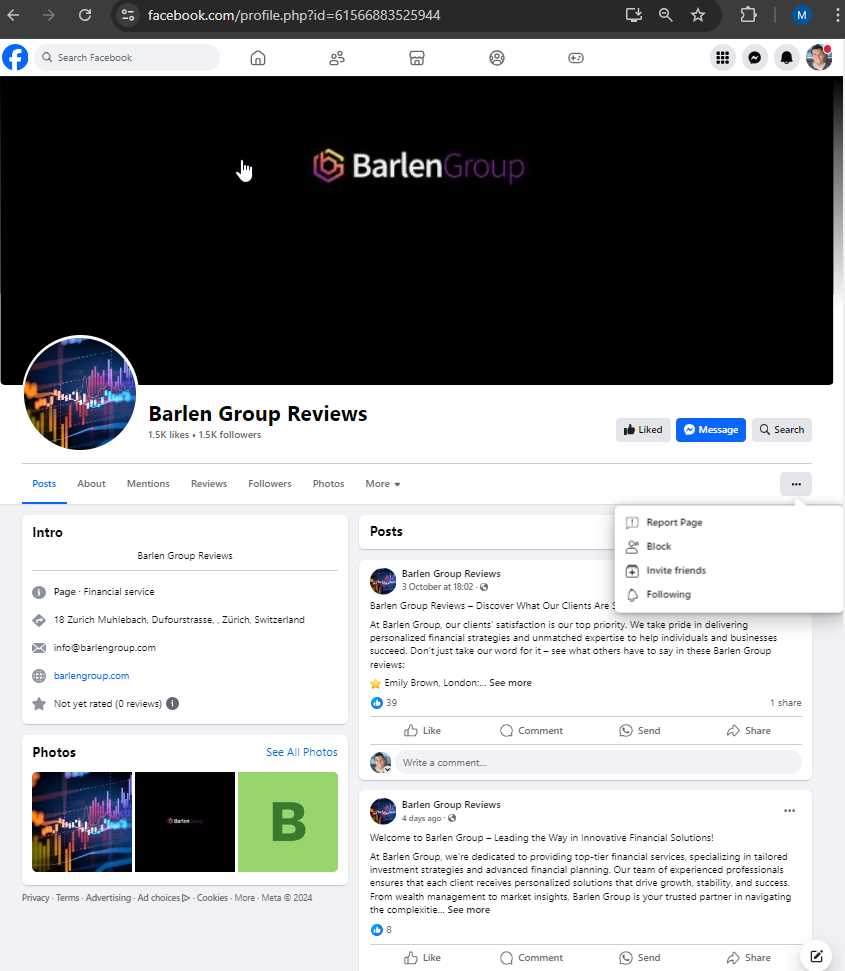 facebook.com/profile.php?id=61566883525944
M
Search Facebook
BarlenGroup
Barlen Group Reviews
1.5K likes • 1.5K followers
Liked
Message
Search
Posts
About
Mentions
Reviews
Followers
Photos
More
Report Page
Block
Invite friends
Following
Intro
Barlen Group Reviews
Page · Financial service
18 Zurich Muhlebach, Dufourstrasse, , Zürich, Switzerland
info@barlengroup.com
barlengroup.com
Not yet rated (0 reviews)
Photos
See All Photos
BarlenGroup
B
Privacy · Terms · Advertising · Ad choices · Cookies · More · Meta © 2024
Posts
Barlen Group Reviews
3 October at 18:02 ·
Barlen Group Reviews – Discover What Our Clients Are S
At Barlen Group, our clients' satisfaction is our top priority. We take pride in delivering
personalized financial strategies and unmatched expertise to help individuals and businesses
succeed. Don't just take our word for it – see what others have to say in these Barlen Group
reviews:
⭐ Emily Brown, London:... See more
39
1 share
Like
Comment
Send
Share
Write a comment...
Barlen Group Reviews
4 days ago ·
Welcome to Barlen Group – Leading the Way in Innovative Financial Solutions!
At Barlen Group, we're dedicated to providing top-tier financial services, specializing in tailored
investment strategies and advanced financial planning. Our team of experienced professionals
ensures that each client receives personalized solutions that drive growth, stability, and success.
From wealth management to market insights, Barlen Group is your trusted partner in navigating
the complexitie... See more
8
Like
Comment
Send
Share